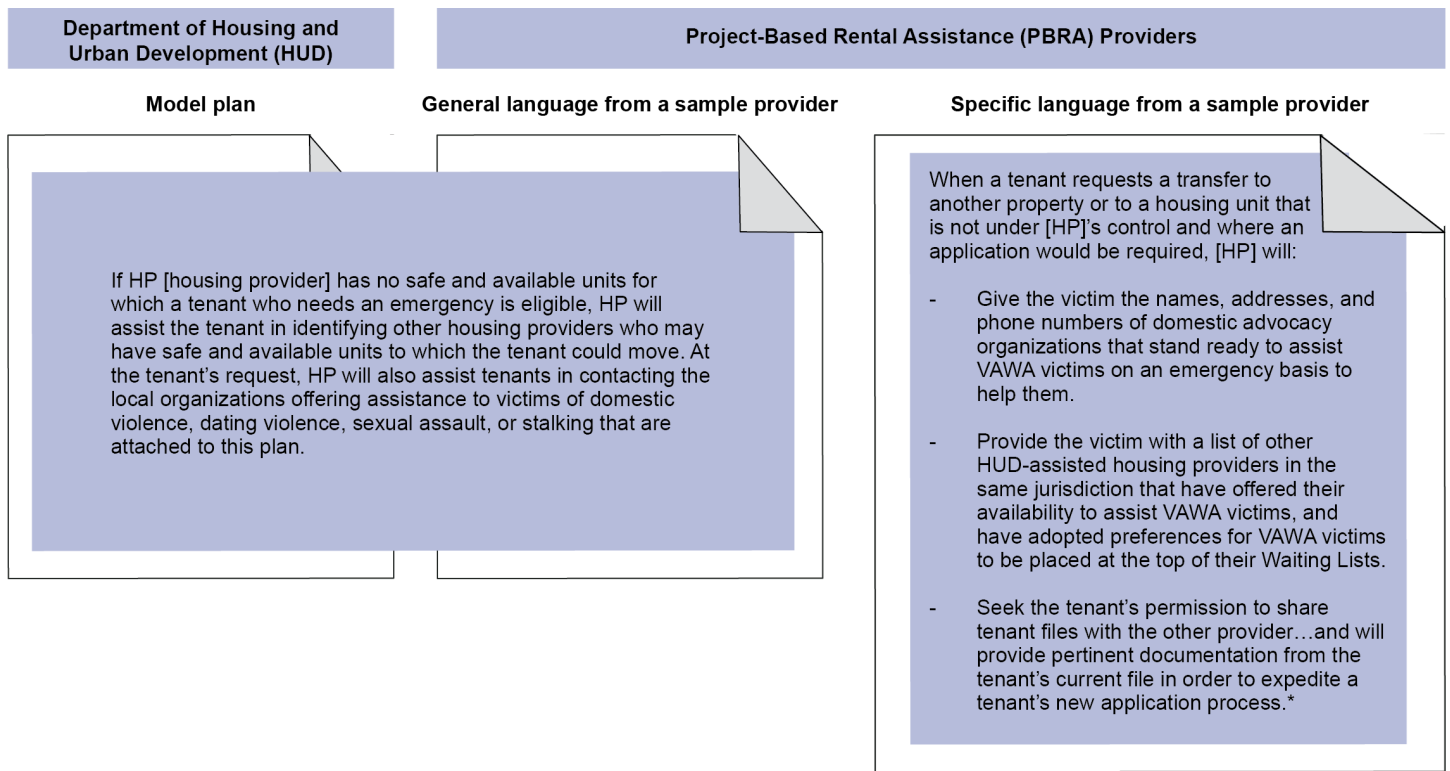 Department of Housing and
Urban Development (HUD)
Project-Based Rental Assistance (PBRA) Providers
Model plan
General language from a sample provider
Specific language from a sample provider
If HP [housing provider] has no safe and available units for
which a tenant who needs an emergency is eligible, HP will
assist the tenant in identifying other housing providers who may
have safe and available units to which the tenant could move. At
the tenant's request, HP will also assist tenants in contacting the
local organizations offering assistance to victims of domestic
violence, dating violence, sexual assault, or stalking that are
attached to this plan.
When a tenant requests a transfer to
another property or to a housing unit that
is not under [HP]'s control and where an
application would be required, [HP] will:
- Give the victim the names, addresses, and
phone numbers of domestic advocacy
organizations that stand ready to assist
VAWA victims on an emergency basis to
help them.
- Provide the victim with a list of other
HUD-assisted housing providers in the
same jurisdiction that have offered their
availability to assist VAWA victims, and
have adopted preferences for VAWA victims
to be placed at the top of their Waiting Lists.
- Seek the tenant's permission to share
tenant files with the other provider…and will
provide pertinent documentation from the
tenant's current file in order to expedite a
tenant's new application process.*